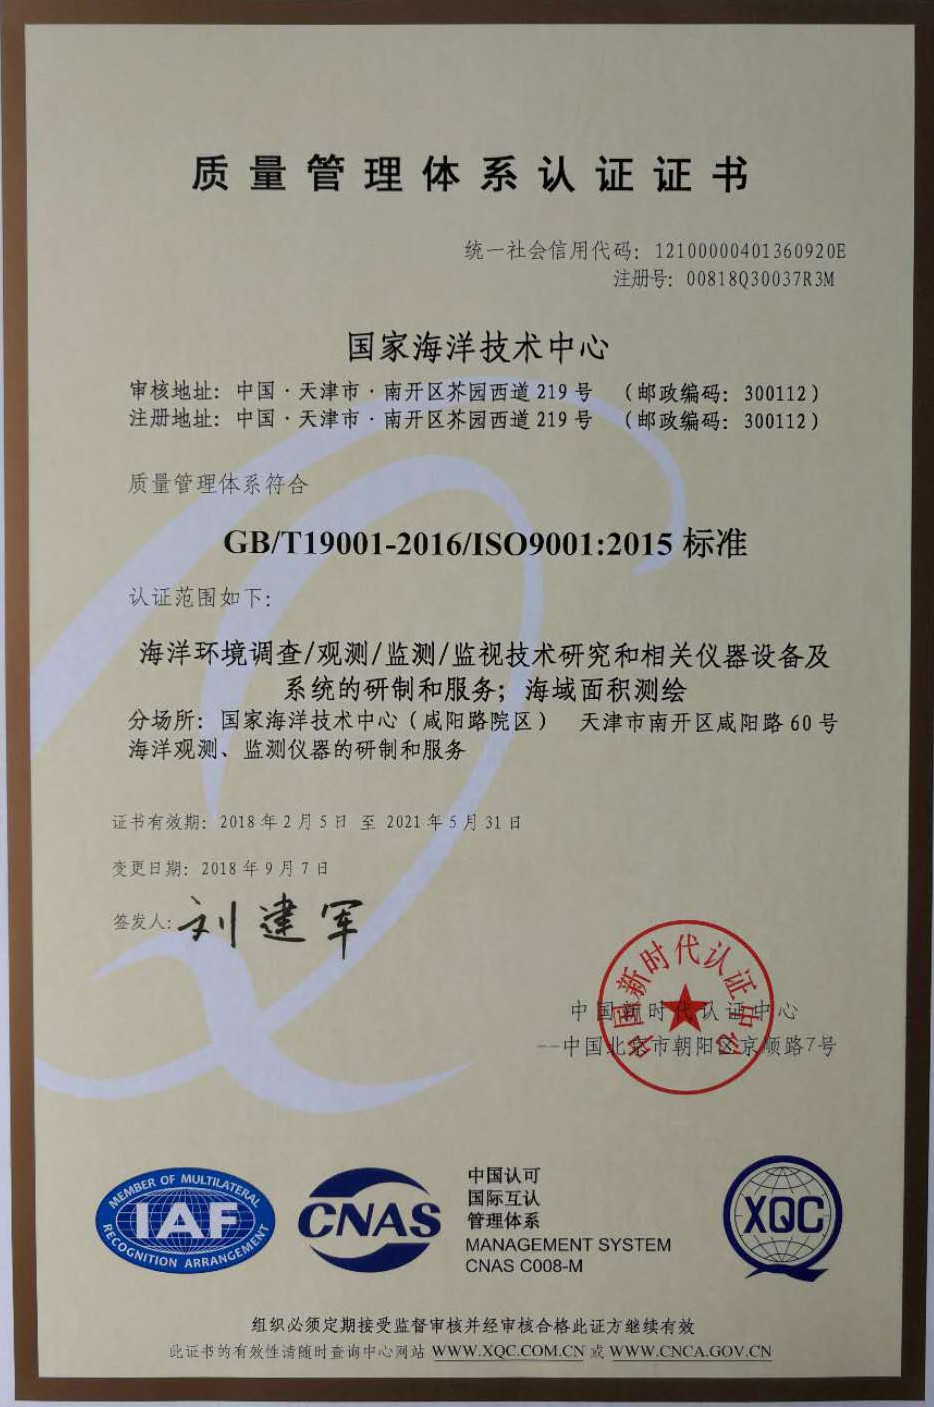 质量管理体系认证证书
统一社会信用代码：12100000401360920E
注册号：00818Q30037R3M
国家海洋技术中心
审核地址：中国·天津市·南开区芥园西道219号 （邮政编码：300112）
注册地址：中国·天津市·南开区芥园西道219号 （邮政编码：300112）
质量管理体系符合
GB/T19001-2016/ISO9001:2015 标准
认证范围如下：
海洋环境调查/观测/监测/监视技术研究和相关仪器设备及
系统的研制和服务；海域面积测绘
分场所：国家海洋技术中心（咸阳路院区） 天津市南开区咸阳路60号
海洋观测、监测仪器的研制和服务
证书有效期：2018年2月5日 至 2021年5月31日
变更日期：2018年9月7日
签发人：刘建军
中国新时代认证中心
中国新时代认证中心
--中国北京市朝阳区京顺路7号
MEMBER OF MULTILATERAL
IAF
RECOGNITION ARRANGEMENT
CNAS
中国认可
国际互认
管理体系
MANAGEMENT SYSTEM
CNAS C008-M
XQC
组织必须定期接受监督审核并经审核合格此证方继续有效
此证书的有效性请随时查询中心网站 WWW.XQC.COM.CN 或 WWW.CNCA.GOV.CN